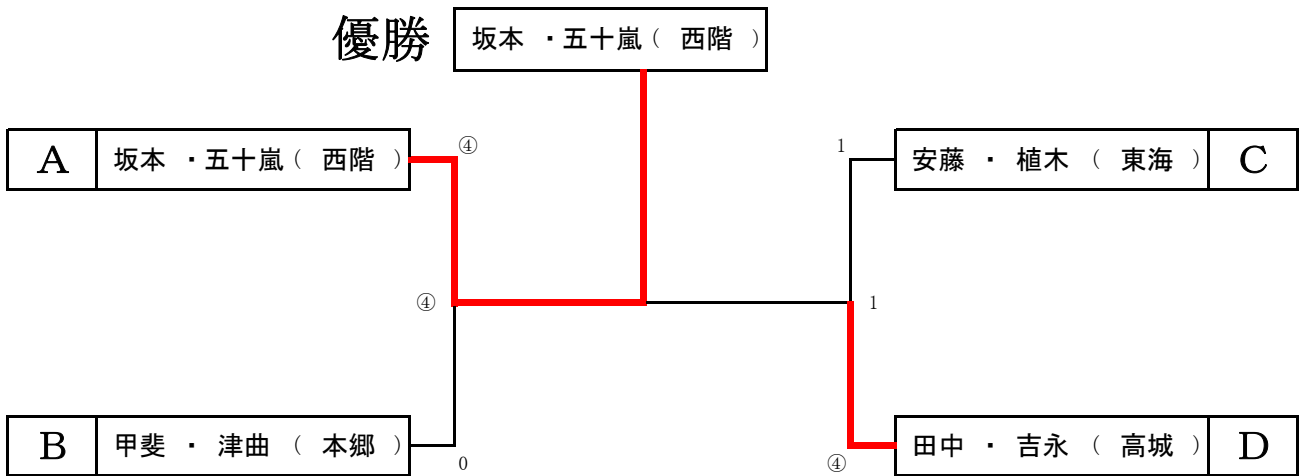 優勝 坂本 ・五十嵐 ( 西階 )
A 坂本 ・五十嵐 ( 西階 ) ④
1 安藤 ・ 植木 ( 東海 ) C
④ 1
B 甲斐 ・ 津曲 ( 本郷 ) 0
④ 田中 ・ 吉永 ( 高城 ) D